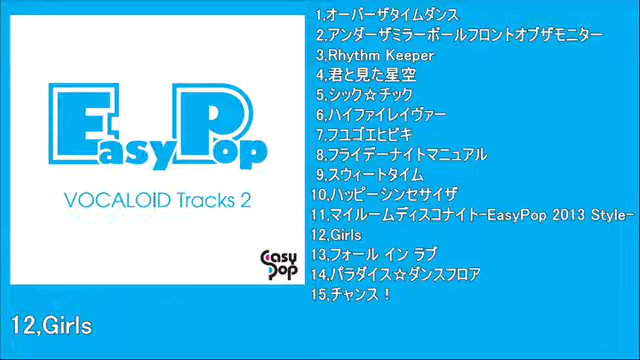 EasyPop
VOCALOID Tracks 2
Easy
Pop
1,オーバーザタイムダンス
2,アンダーザミラーボールフロントオブザモニター
3,Rhythm Keeper
4,君と見た星空
5,シック☆チック
6,ハイファイレイヴァー
7,フユゴエヒビキ
8,フライデーナイトマニュアル
9,スウィートタイム
10,ハッピーシンセサイザ
11,マイルームディスコナイト-EasyPop 2013 Style-
12,Girls
13,フォール イン ラブ
14,パラダイス☆ダンスフロア
15,チャンス！
12,Girls